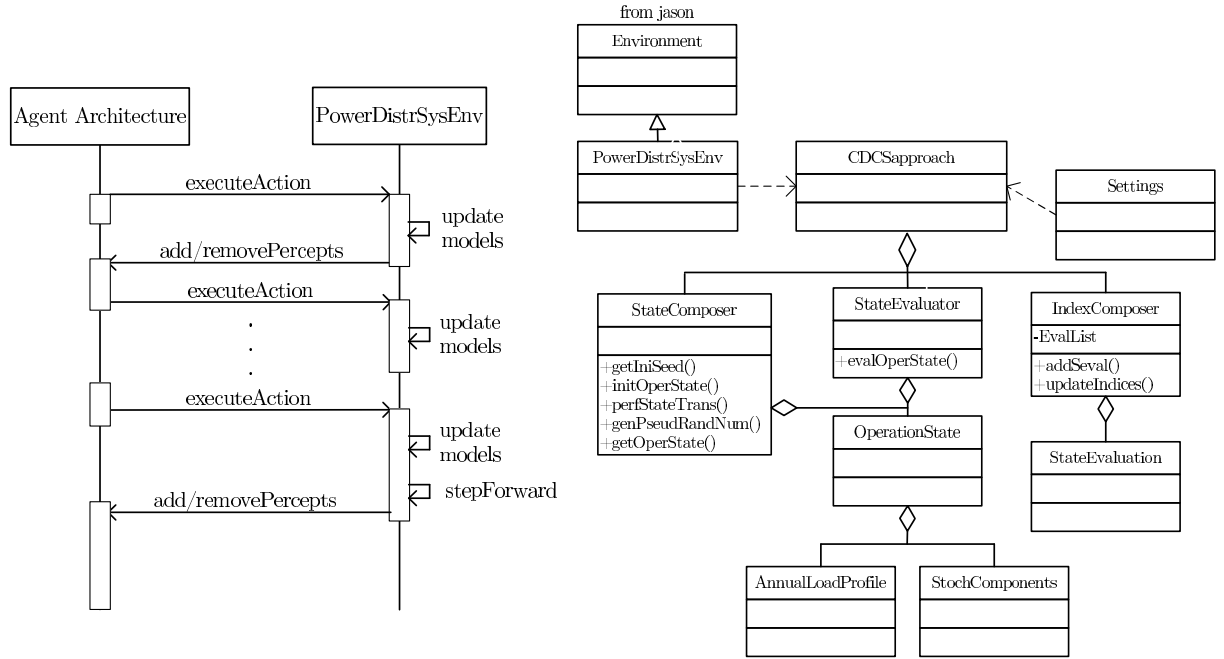 Agent Architecture
PowerDistrSysEnv
executeAction
update
models
add/removePercepts
executeAction
update
models
executeAction
update
models
stepForward
add/removePercepts
from jason
Environment
PowerDistrSysEnv
CDCSapproach
Settings
StateComposer
+getIniSeed()
+initOperState()
+perfStateTrans()
+genPseudRandNum()
+getOperState()
StateEvaluator
+evalOperState()
IndexComposer
-EvalList
+addSeval()
+updateIndices()
OperationState
StateEvaluation
AnnualLoadProfile
StochComponents